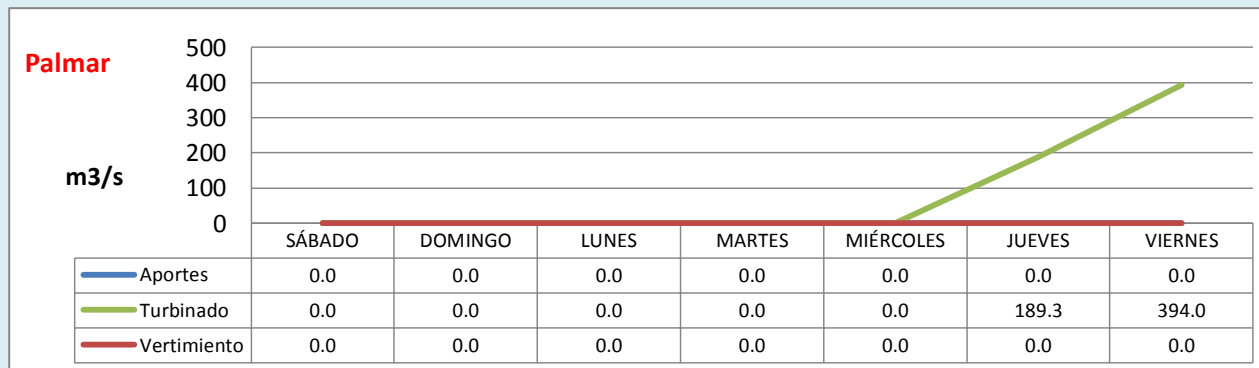 Palmar
m3/s
500
400
300
200
100
0
SÁBADO DOMINGO LUNES MARTES MIÉRCOLES JUEVES VIERNES
Aportes 0.0 0.0 0.0 0.0 0.0 0.0 0.0
Turbinado 0.0 0.0 0.0 0.0 0.0 189.3 394.0
Vertimiento 0.0 0.0 0.0 0.0 0.0 0.0 0.0